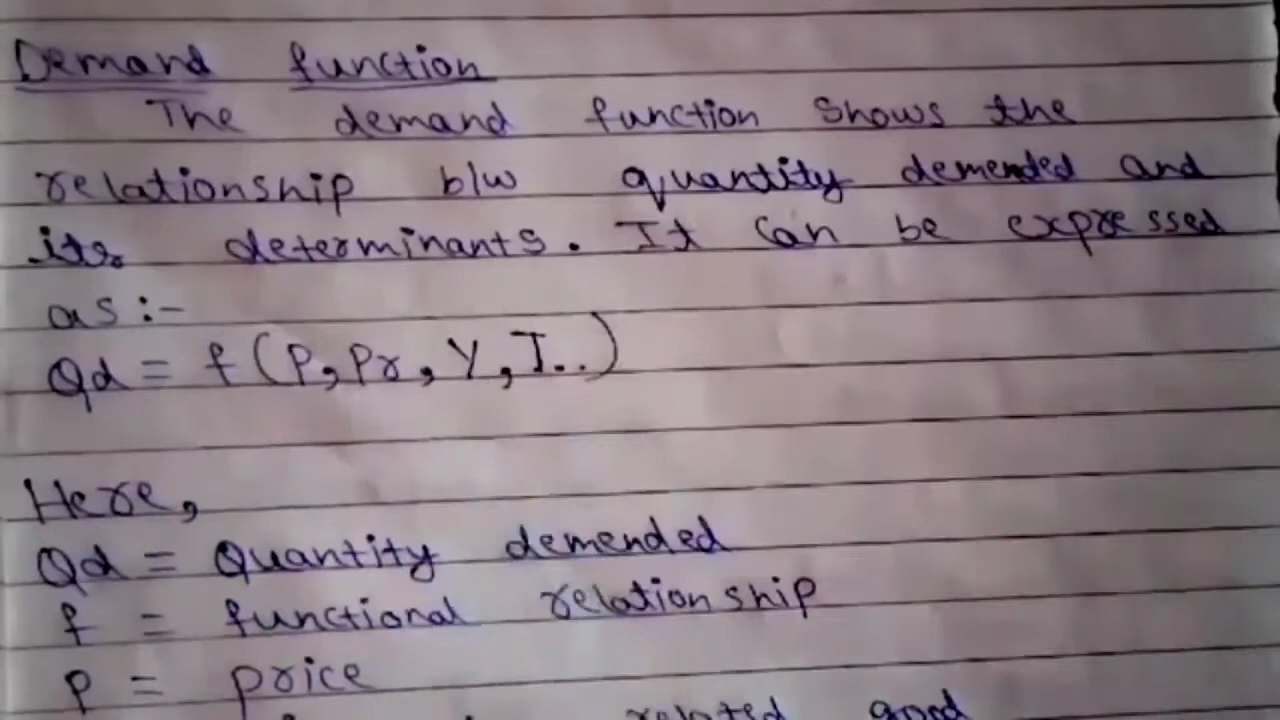 Demand function
The demand function shows the
relationship b/w quantity demended and
its determinants. It can be expressed
as :-
Qd = f (P, Pr, Y, T..)
Here,
Qd = Quantity demended
f = functional relationship
P = price
related good